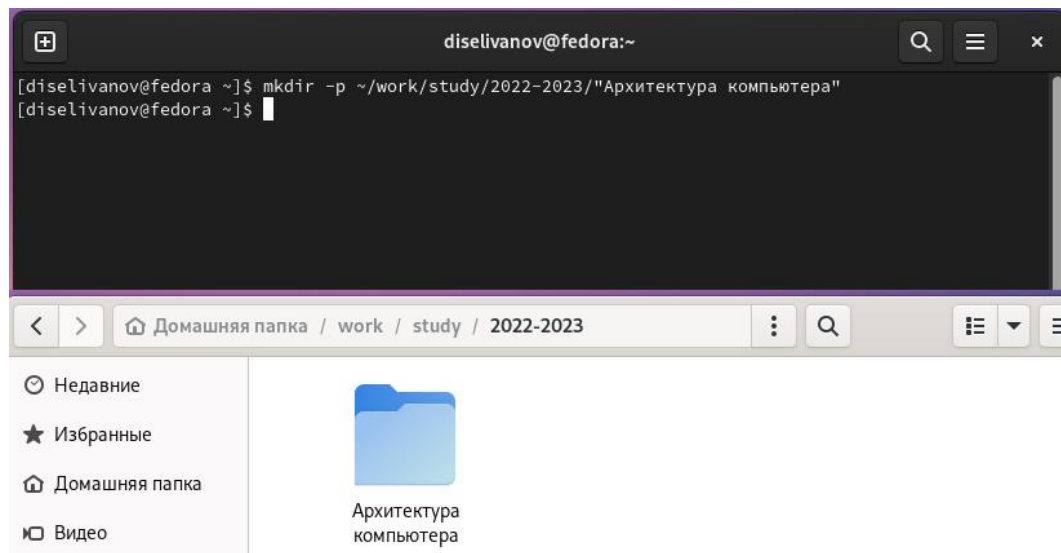 diselivanov@fedora:~
[diselivanov@fedora ~]$ mkdir -p ~/work/study/2022-2023/"Архитектура компьютера"
[diselivanov@fedora ~]$
Домашняя папка / work / study / 2022-2023
Недавние
Избранные
Домашняя папка
Видео
Архитектура
компьютера